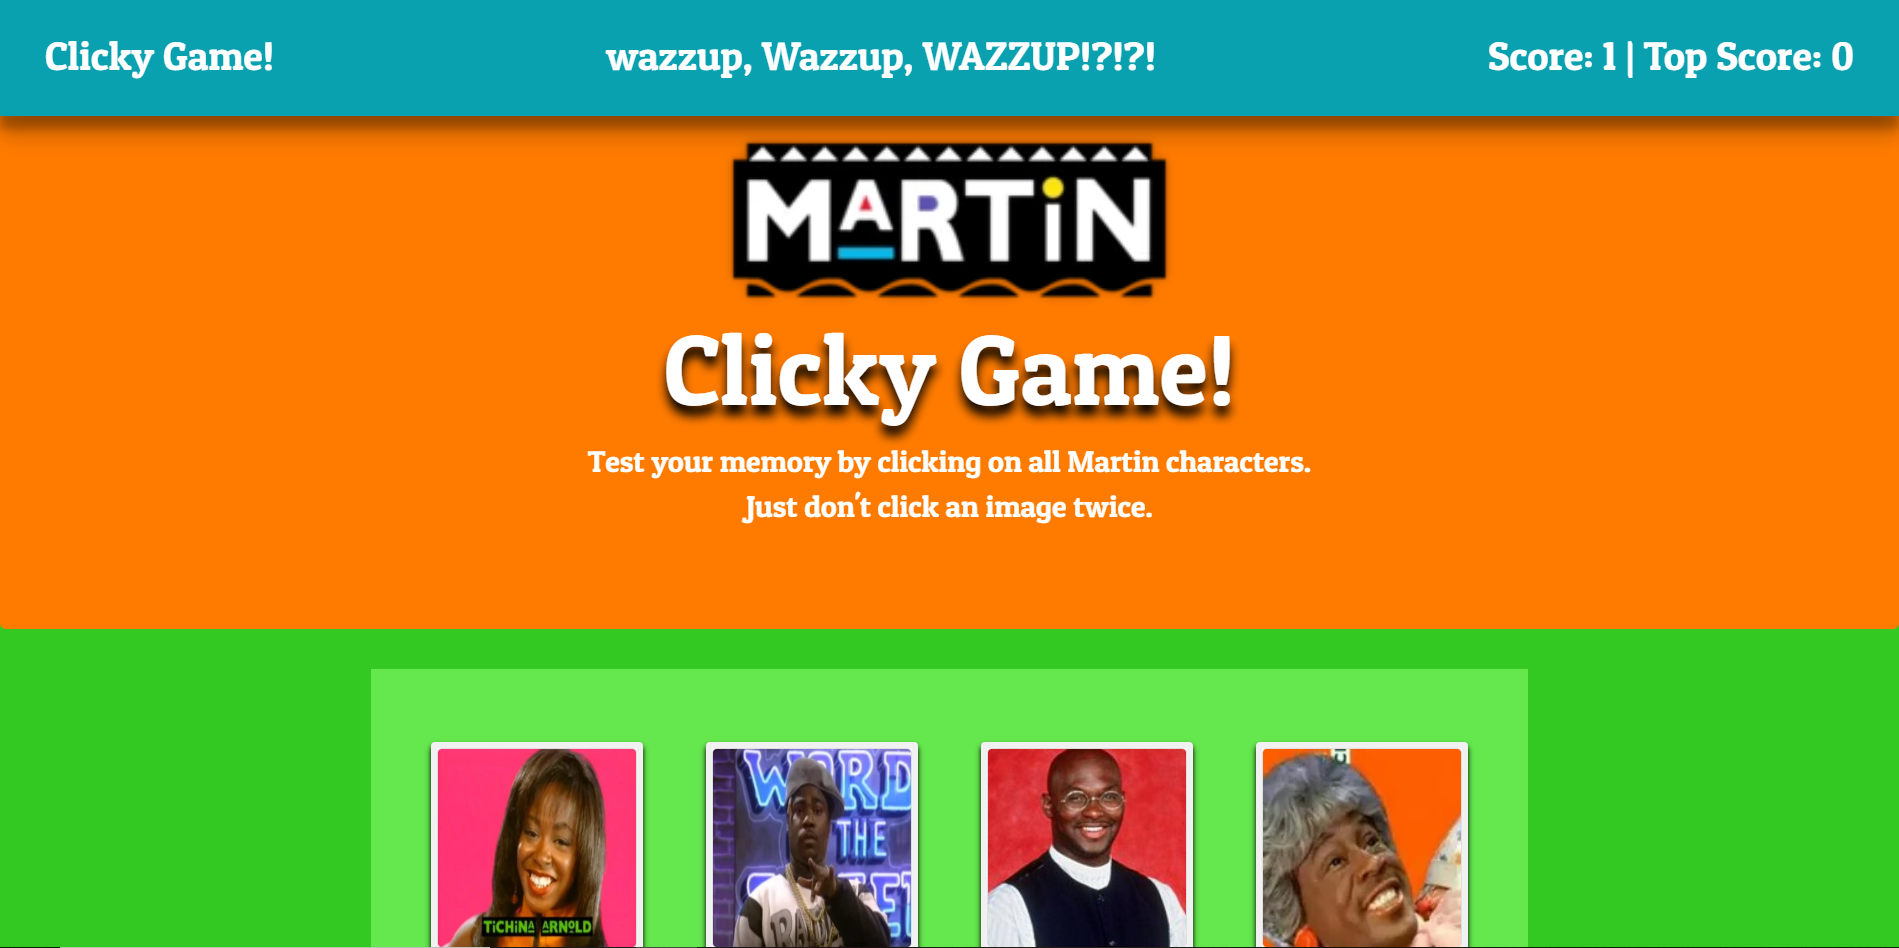 Clicky Game!
wazzup, Wazzup, WAZZUP!?!?!
Score: 1 | Top Score: 0
MARTiN
Clicky Game!
Test your memory by clicking on all Martin characters.
Just don't click an image twice.
TiCHiNA ARNoLD
WORD
THE